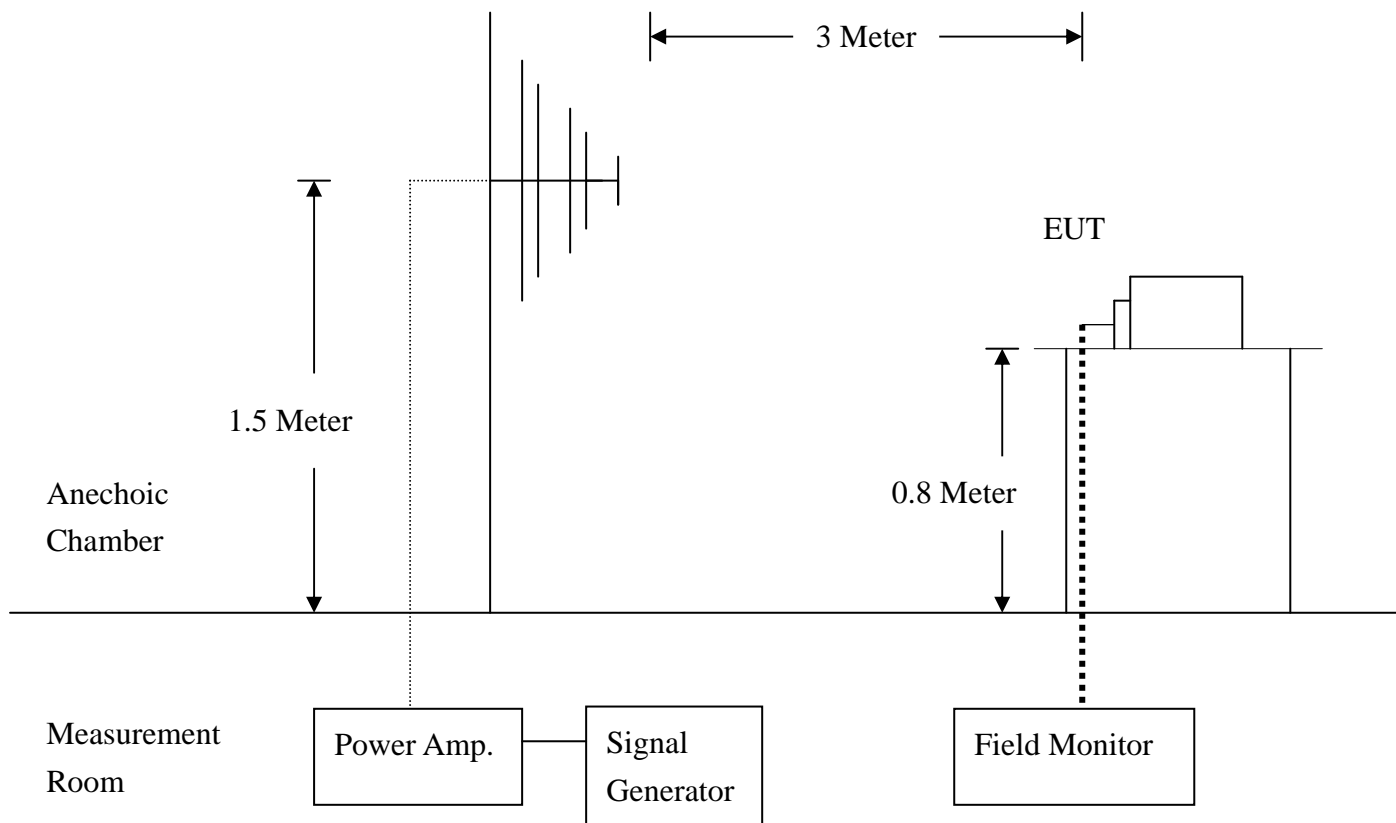 3 Meter
EUT
1.5 Meter
Anechoic
Chamber
0.8 Meter
Measurement
Room
Power Amp.
Signal
Generator
Field Monitor